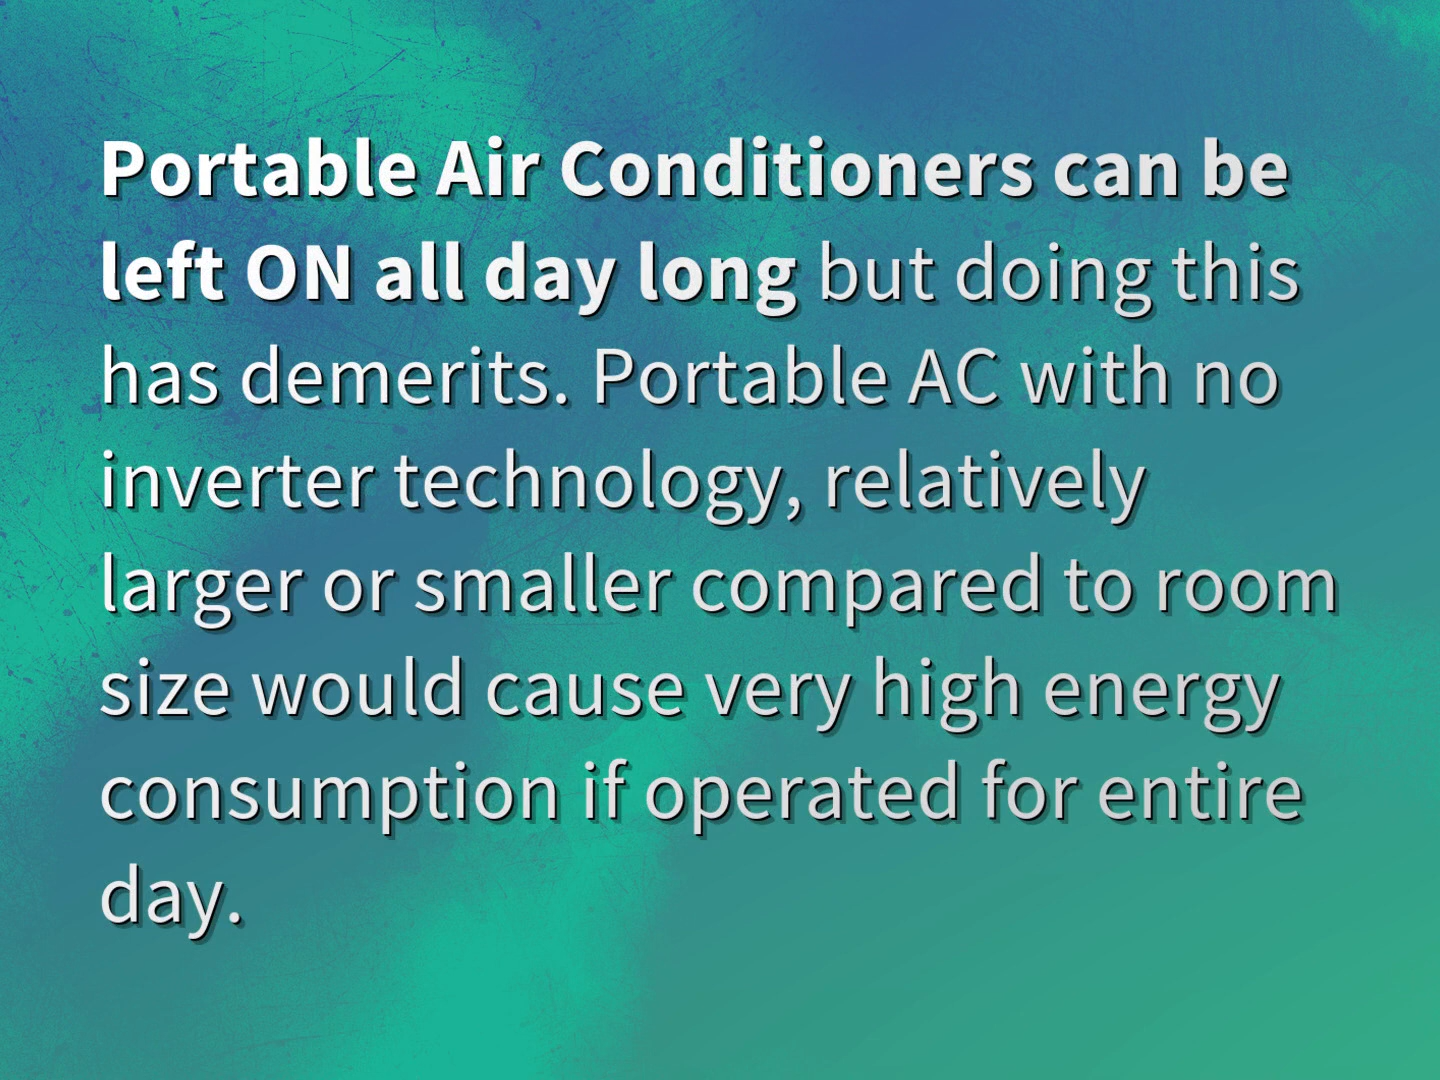 Portable Air Conditioners can be
left ON all day long but doing this
has demerits. Portable AC with no
inverter technology, relatively
larger or smaller compared to room
size would cause very high energy
consumption if operated for entire
day.